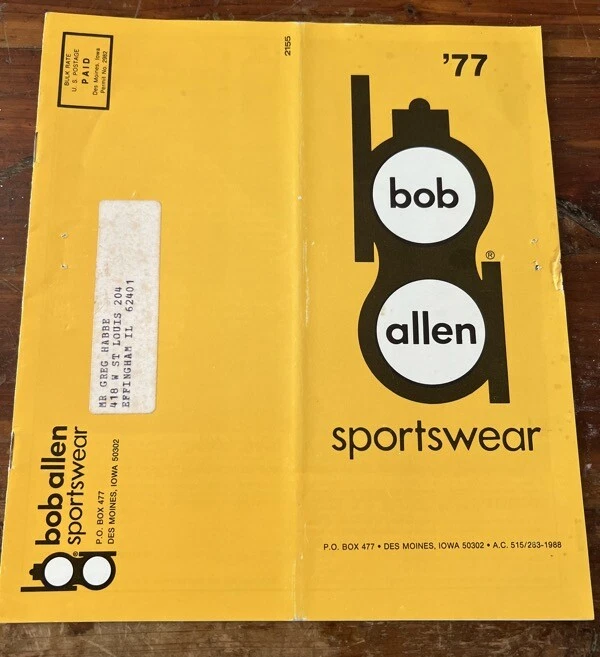 BULK RATE
U. S. POSTAGE
PAID
Des Moines, Iowa
Permit No. 2982
2155
MR GREG HABBE
418 W ST LOUIS 204
EFFINGHAM IL 62401
bob allen
sportswear
®
P.O. BOX 477
DES MOINES, IOWA 50302
ba
'77
ba
bob
allen
®
sportswear
P.O. BOX 477 • DES MOINES, IOWA 50302 • A.C. 515/283-1988